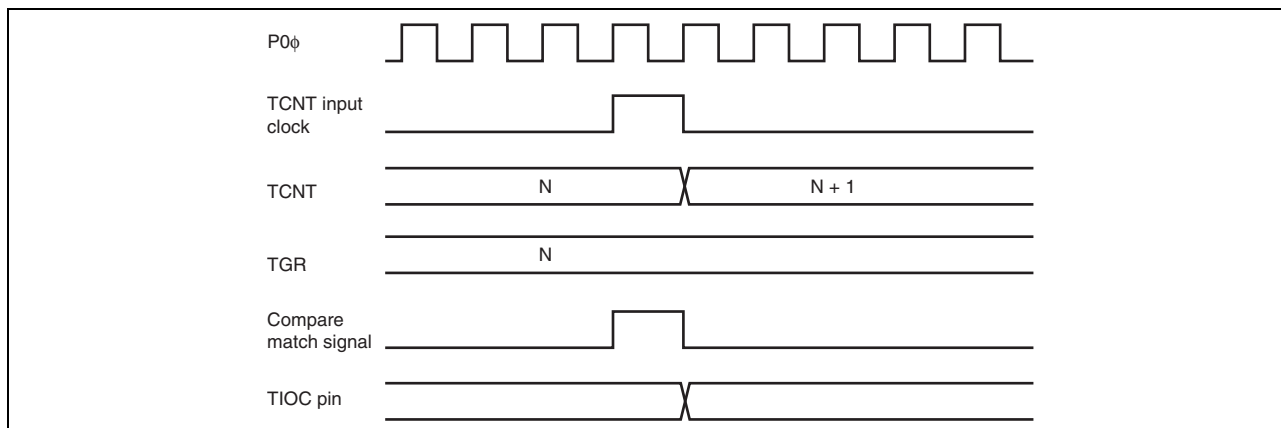 P0ϕ
TCNT input
clock
TCNT
N
N + 1
TGR
N
Compare
match signal
TIOC pin